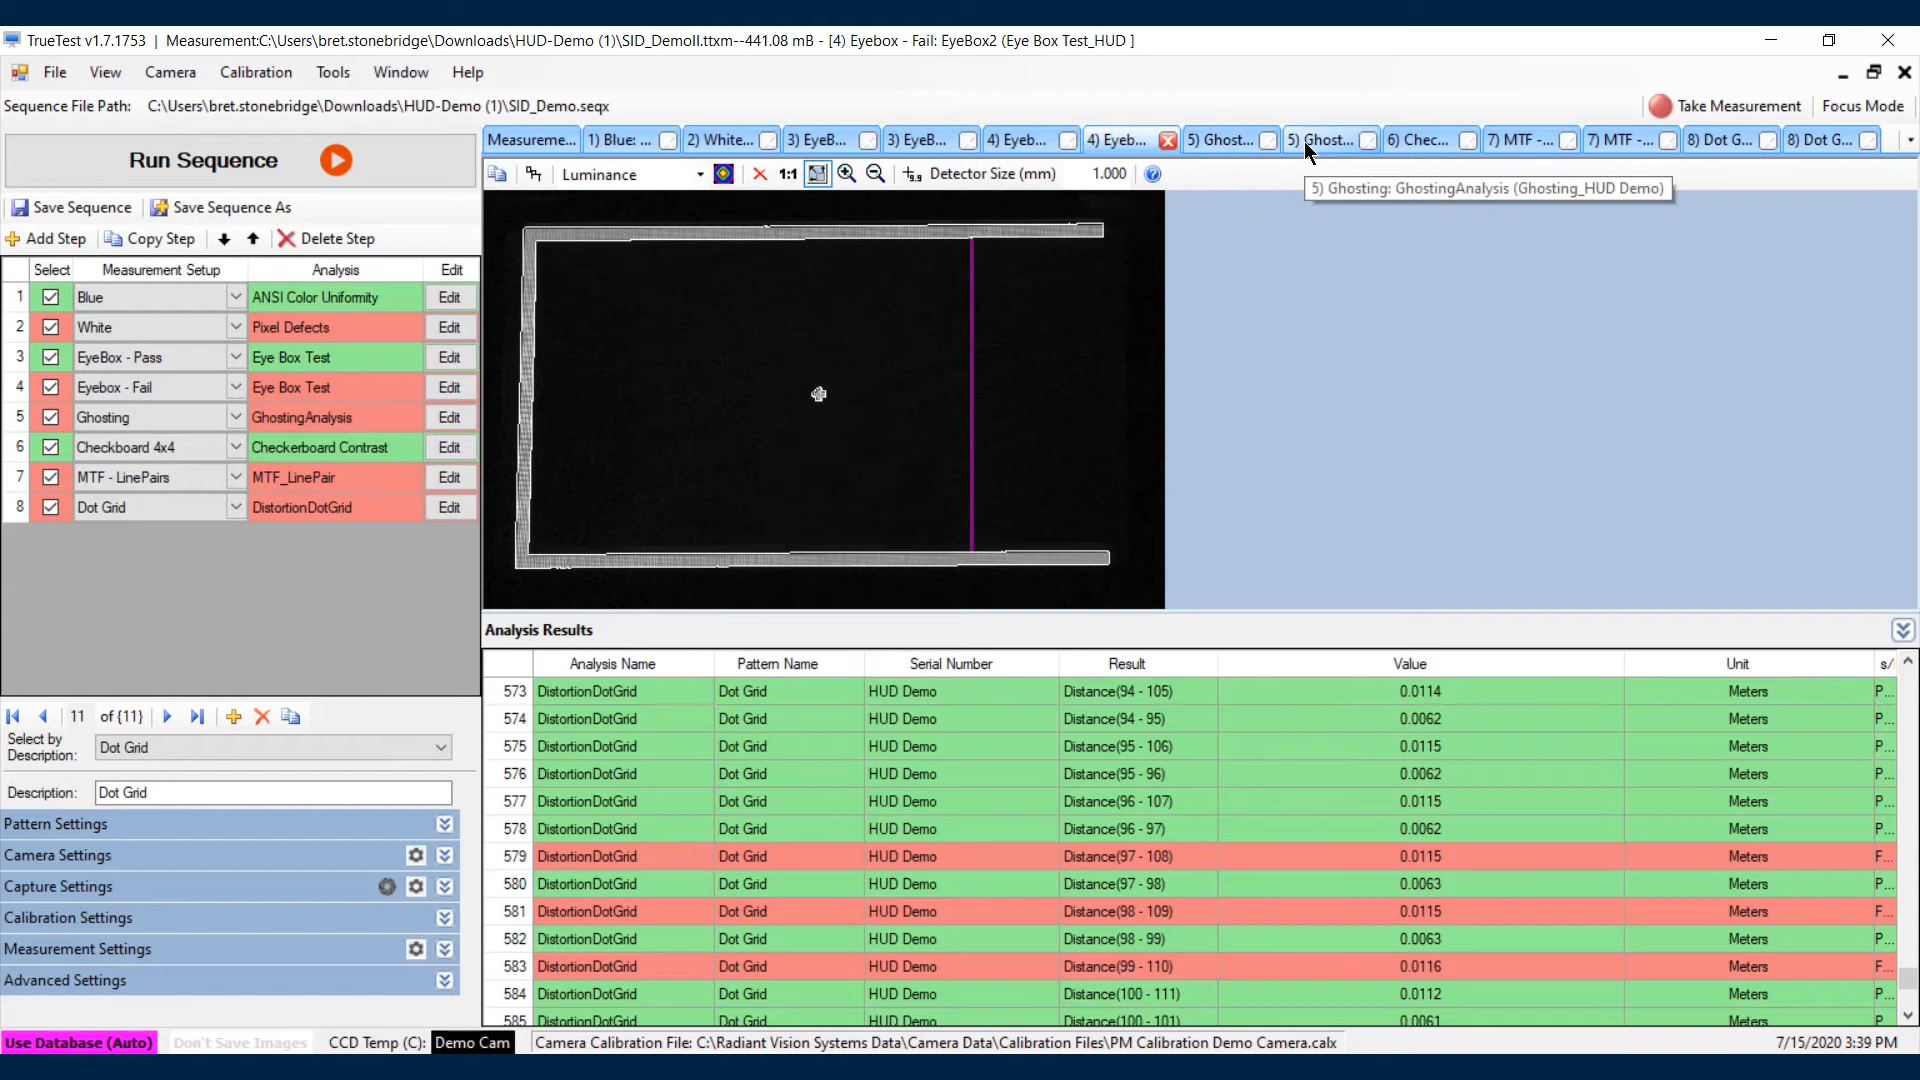 TrueTest v1.7.1753 | Measurement:C:\Users\bret.stonebridge\Downloads\HUD-Demo (1)\SID_DemoII.ttxm--441.08 mB - [4) Eyebox - Fail: EyeBox2 (Eye Box Test_HUD ]
File View Camera Calibration Tools Window Help
Sequence File Path: C:\Users\bret.stonebridge\Downloads\HUD-Demo (1)\SID_Demo.seqx
Take Measurement Focus Mode
Run Sequence
Save Sequence Save Sequence As
Add Step Copy Step Delete Step
Select Measurement Setup Analysis Edit
1 Blue ANSI Color Uniformity Edit
2 White Pixel Defects Edit
3 EyeBox - Pass Eye Box Test Edit
4 Eyebox - Fail Eye Box Test Edit
5 Ghosting GhostingAnalysis Edit
6 Checkboard 4x4 Checkerboard Contrast Edit
7 MTF - LinePairs MTF_LinePair Edit
8 Dot Grid DistortionDotGrid Edit
11 of {11}
Select by Description: Dot Grid
Description: Dot Grid
Pattern Settings
Camera Settings
Capture Settings
Calibration Settings
Measurement Settings
Advanced Settings
Measureme... 1) Blue: ... 2) White... 3) EyeB... 3) EyeB... 4) Eyeb... 4) Eyeb... 5) Ghost... 5) Ghost... 6) Chec... 7) MTF -... 7) MTF -... 8) Dot G... 8) Dot G...
Luminance 1:1 Detector Size (mm) 1.000
5) Ghosting: GhostingAnalysis (Ghosting_HUD Demo)
Analysis Results
Analysis Name Pattern Name Serial Number Result Value Unit s/
573 DistortionDotGrid Dot Grid HUD Demo Distance(94 - 105) 0.0114 Meters P...
574 DistortionDotGrid Dot Grid HUD Demo Distance(94 - 95) 0.0062 Meters P...
575 DistortionDotGrid Dot Grid HUD Demo Distance(95 - 106) 0.0115 Meters P...
576 DistortionDotGrid Dot Grid HUD Demo Distance(95 - 96) 0.0062 Meters P...
577 DistortionDotGrid Dot Grid HUD Demo Distance(96 - 107) 0.0115 Meters P...
578 DistortionDotGrid Dot Grid HUD Demo Distance(96 - 97) 0.0062 Meters P...
579 DistortionDotGrid Dot Grid HUD Demo Distance(97 - 108) 0.0115 Meters F...
580 DistortionDotGrid Dot Grid HUD Demo Distance(97 - 98) 0.0063 Meters P...
581 DistortionDotGrid Dot Grid HUD Demo Distance(98 - 109) 0.0115 Meters F...
582 DistortionDotGrid Dot Grid HUD Demo Distance(98 - 99) 0.0063 Meters P...
583 DistortionDotGrid Dot Grid HUD Demo Distance(99 - 110) 0.0116 Meters F...
584 DistortionDotGrid Dot Grid HUD Demo Distance(100 - 111) 0.0112 Meters P...
585 DistortionDotGrid Dot Grid HUD Demo Distance(100 - 101) 0.0061 Meters P...
Use Database (Auto) Don't Save Images CCD Temp (C): Demo Cam Camera Calibration File: C:\Radiant Vision Systems Data\Camera Data\Calibration Files\PM Calibration Demo Camera.calx 7/15/2020 3:39 PM